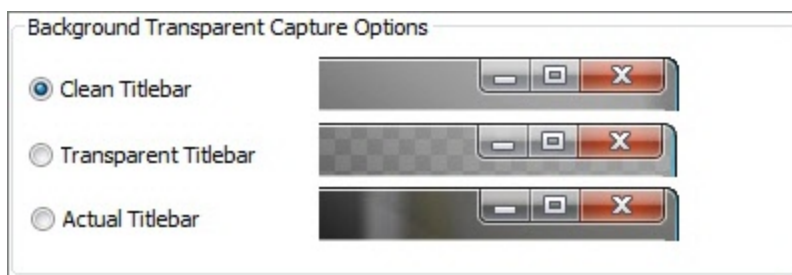 Background Transparent Capture Options
Clean Titlebar
Transparent Titlebar
Actual Titlebar